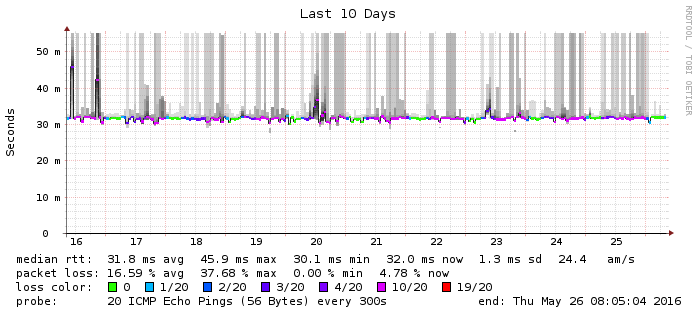 Last 10 Days
RRDTOOL / TOBI OETIKER
Seconds
50 m
40 m
30 m
20 m
10 m
0
16 17 18 19 20 21 22 23 24 25
median rtt: 31.8 ms avg 45.9 ms max 30.1 ms min 32.0 ms now 1.3 ms sd 24.4 am/s
packet loss: 16.59 % avg 37.68 % max 0.00 % min 4.78 % now
loss color: 0 1/20 2/20 3/20 4/20 10/20 19/20
probe: 20 ICMP Echo Pings (56 Bytes) every 300s end: Thu May 26 08:05:04 2016